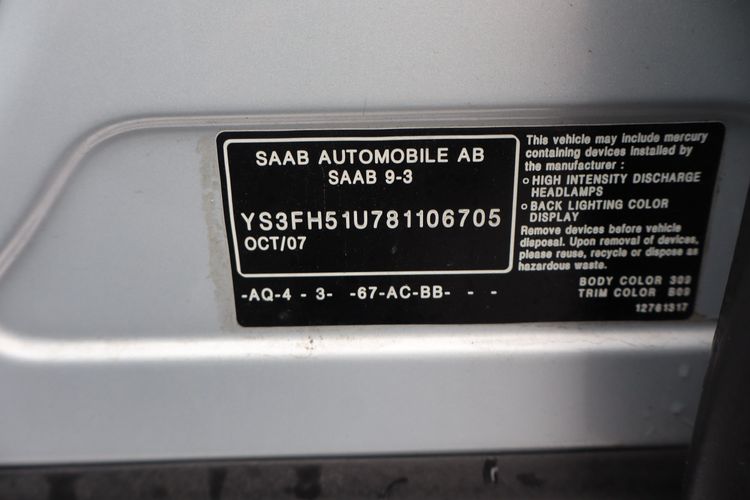 SAAB AUTOMOBILE AB
SAAB 9-3
YS3FH51U781106705
OCT/07
-AQ-4 - 3- -67-AC-BB- - -
This vehicle may include mercury
containing devices installed by
the manufacturer :
o HIGH INTENSITY DISCHARGE
HEADLAMPS
o BACK LIGHTING COLOR
DISPLAY
Remove devices before vehicle
disposal. Upon removal of devices,
please reuse, recycle or dispose as
hazardous waste.
BODY COLOR
TRIM COLOR
12761317